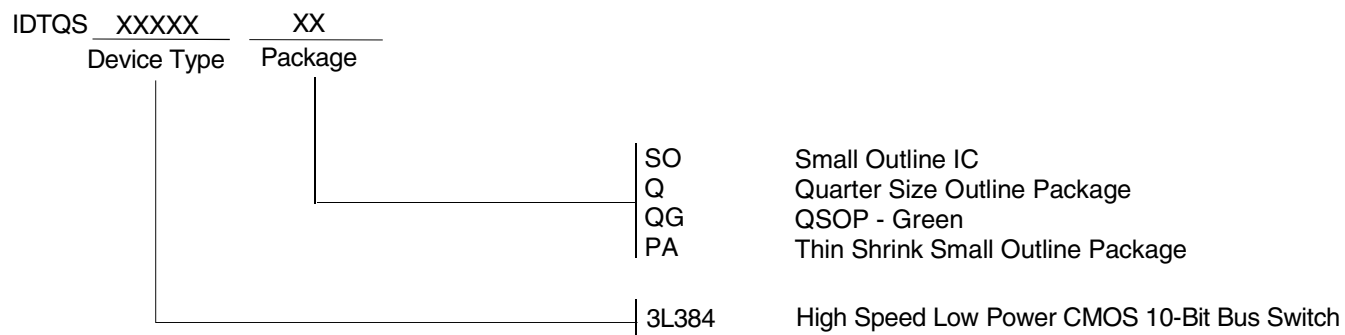 IDTQS XXXXX XX
Device Type Package
SO Small Outline IC
Q Quarter Size Outline Package
QG QSOP - Green
PA Thin Shrink Small Outline Package
3L384 High Speed Low Power CMOS 10-Bit Bus Switch